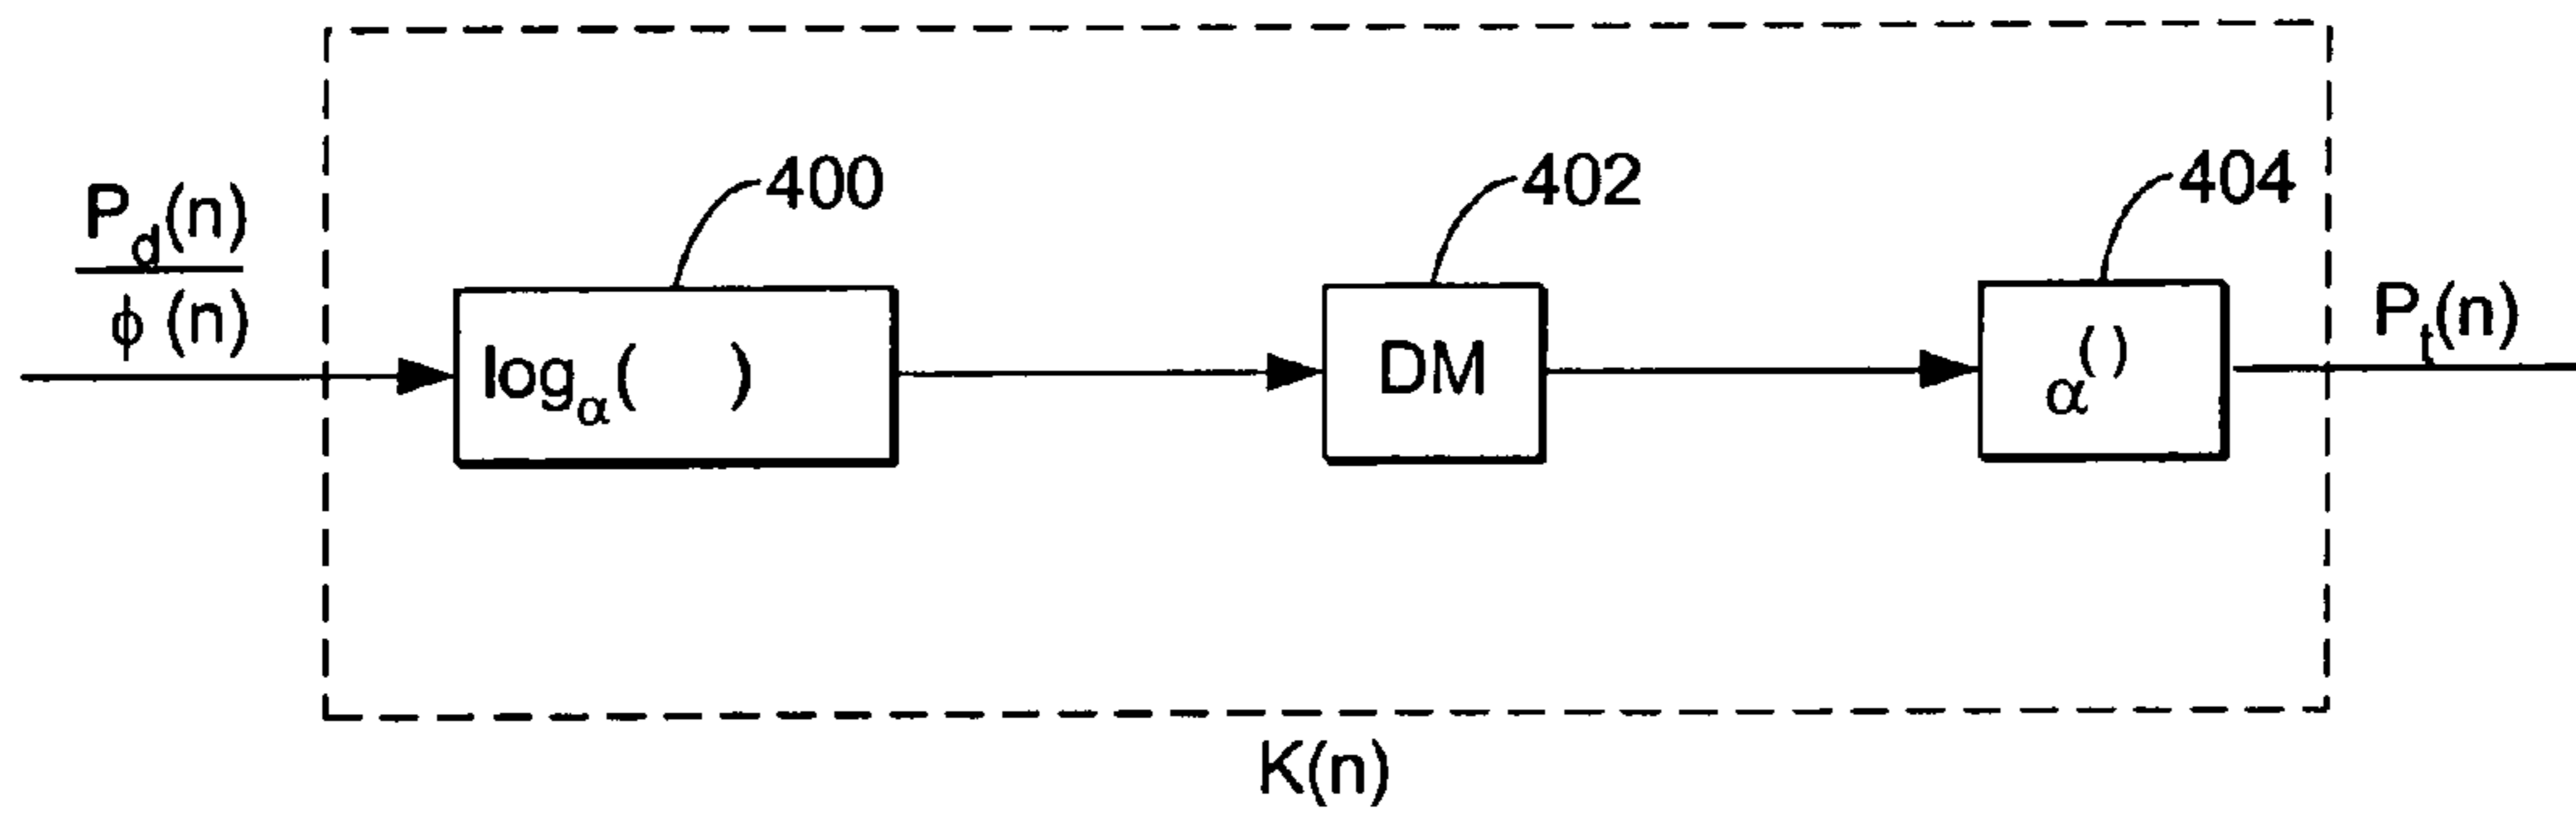 400
402
404
P_d(n)
ϕ (n)
log_α( )
DM
α^( )
P_t(n)
K(n)